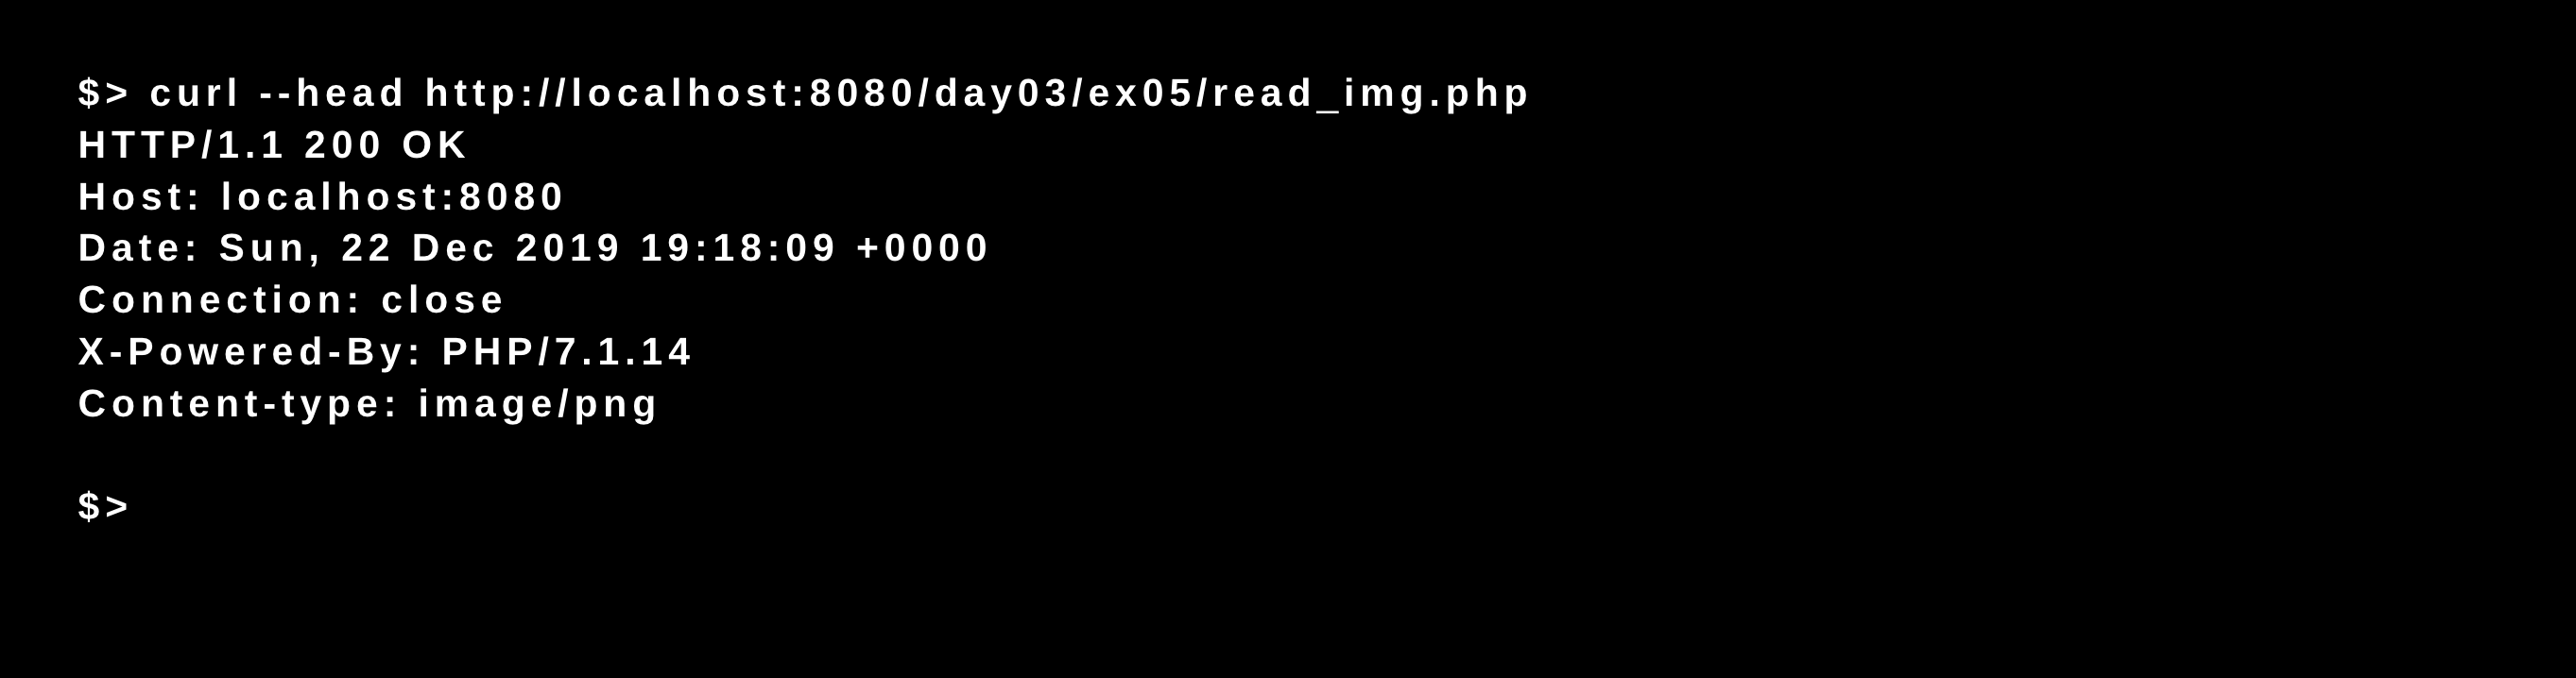 $> curl --head http://localhost:8080/day03/ex05/read_img.php
HTTP/1.1 200 OK
Host: localhost:8080
Date: Sun, 22 Dec 2019 19:18:09 +0000
Connection: close
X-Powered-By: PHP/7.1.14
Content-type: image/png
$>